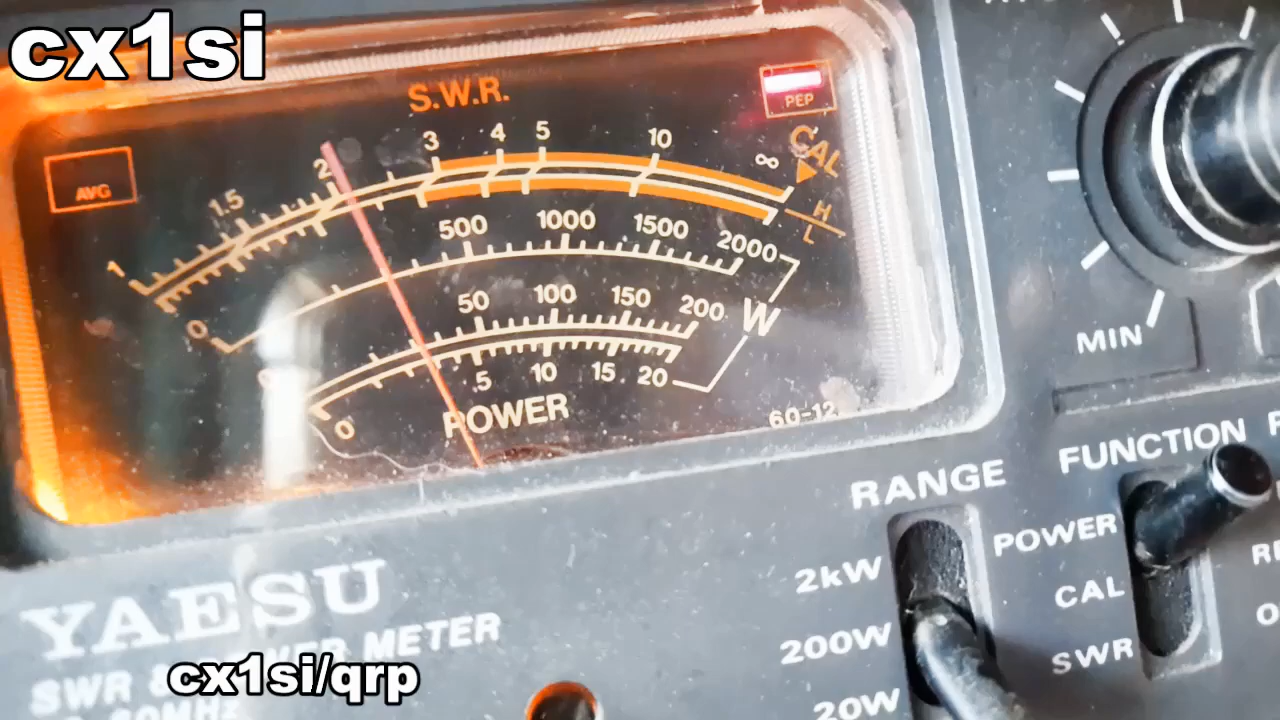 cx1si
S.W.R.
PEP
AVG
1 1.5 2 3 4 5 10 ∞
CAL
H
L
0 500 1000 1500 2000
50 100 150 200
W
0 .5 10 15 20
POWER
60-12
MIN
RANGE
FUNCTION
2kW
200W
20W
POWER
CAL
SWR
YAESU
SWR & POWER METER
cx1si/qrp
60MHz